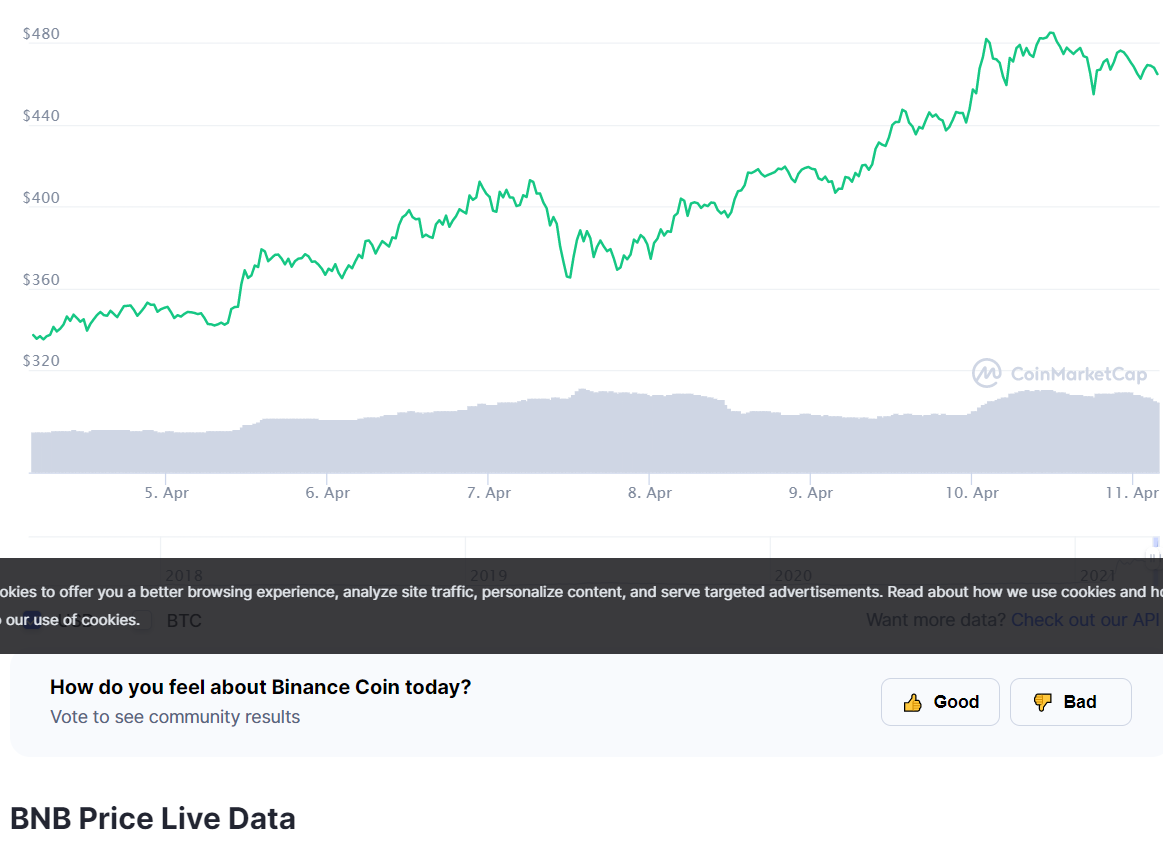 $480
$440
$400
$360
$320
CoinMarketCap
5. Apr 6. Apr 7. Apr 8. Apr 9. Apr 10. Apr 11. Apr
2018 2019 2020 2021
okies to offer you a better browsing experience, analyze site traffic, personalize content, and serve targeted advertisements. Read about how we use cookies and ho
USD BTC Want more data? Check out our API
o our use of cookies.
How do you feel about Binance Coin today?
Vote to see community results
Good Bad
BNB Price Live Data